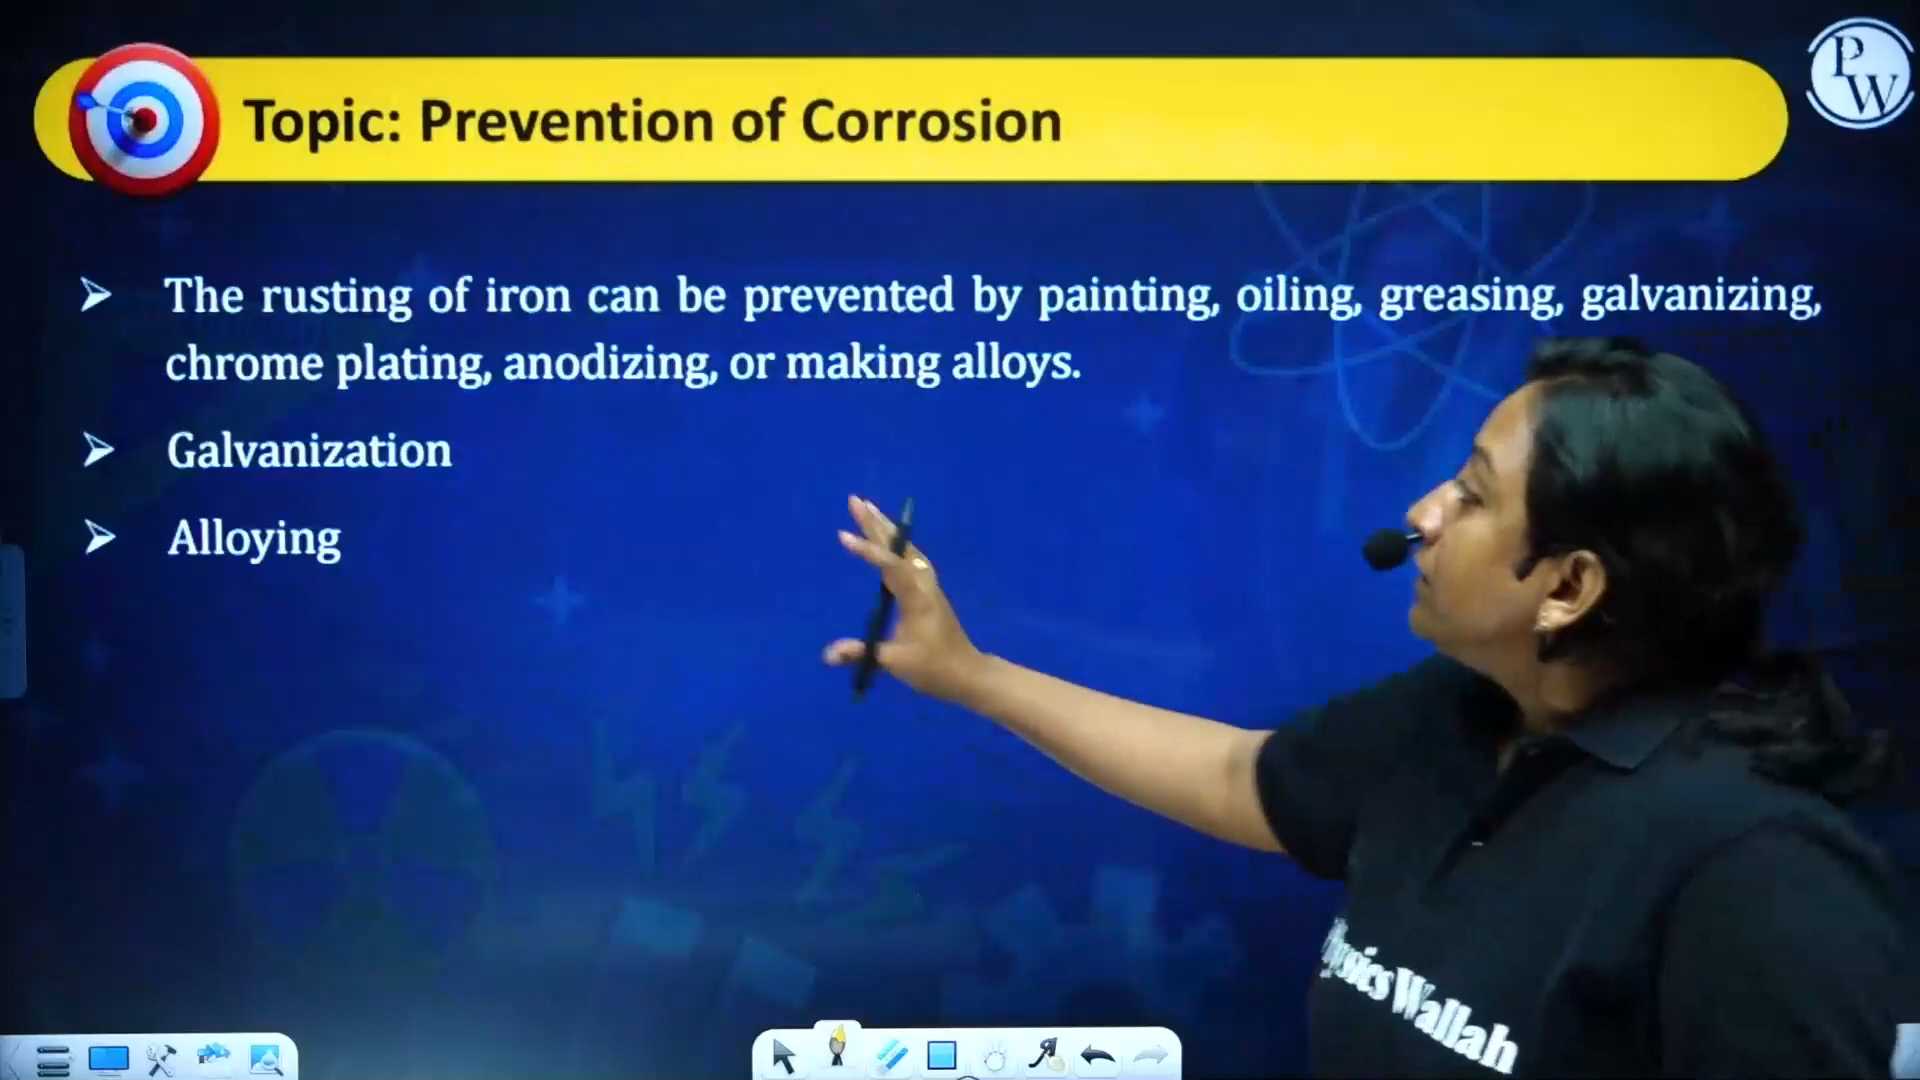 Topic: Prevention of Corrosion
PW
The rusting of iron can be prevented by painting, oiling, greasing, galvanizing,
chrome plating, anodizing, or making alloys.
Galvanization
Alloying
Wallah